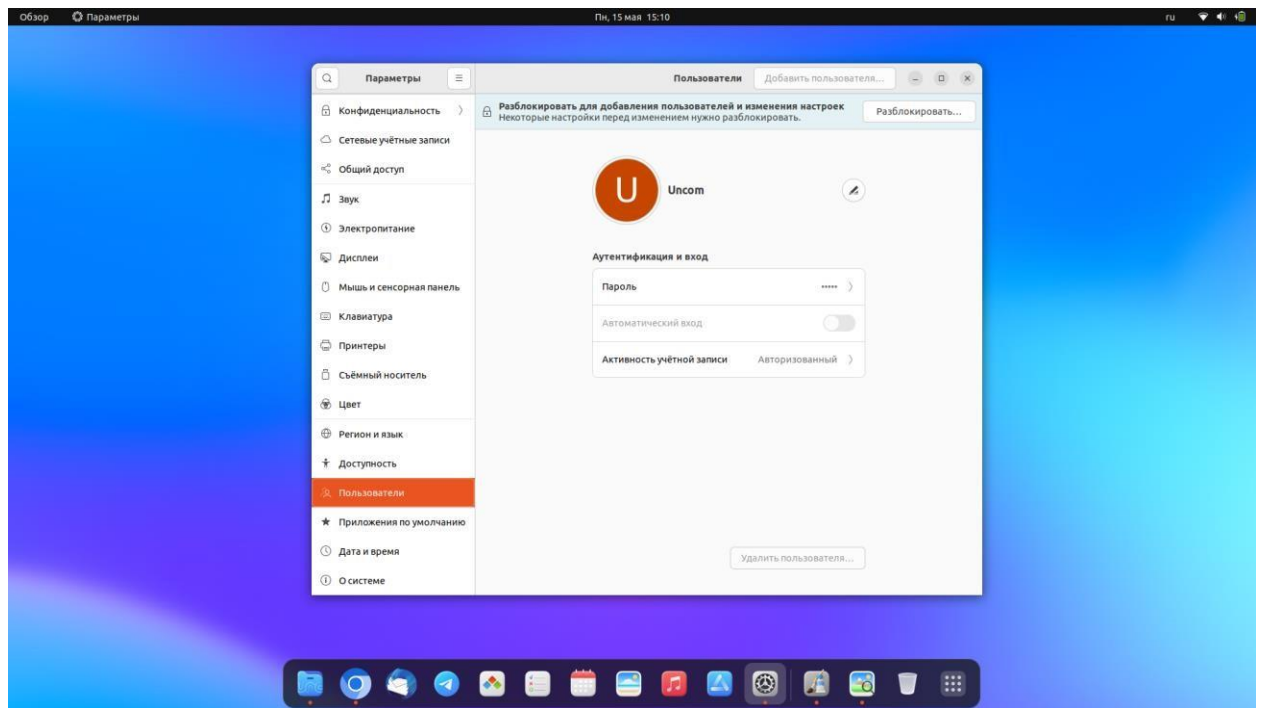 Обзор
Параметры
Пн, 15 мая 15:10
ru
Параметры
Пользователи
Добавить пользователя...
Конфиденциальность
Сетевые учётные записи
Общий доступ
Звук
Электропитание
Дисплеи
Мышь и сенсорная панель
Клавиатура
Принтеры
Съёмный носитель
Цвет
Регион и язык
Доступность
Пользователи
Приложения по умолчанию
Дата и время
О системе
Разблокировать для добавления пользователей и изменения настроек
Некоторые настройки перед изменением нужно разблокировать.
Разблокировать...
U
Uncom
Аутентификация и вход
Пароль •••••
Автоматический вход
Активность учётной записи Авторизованный
Удалить пользователя...